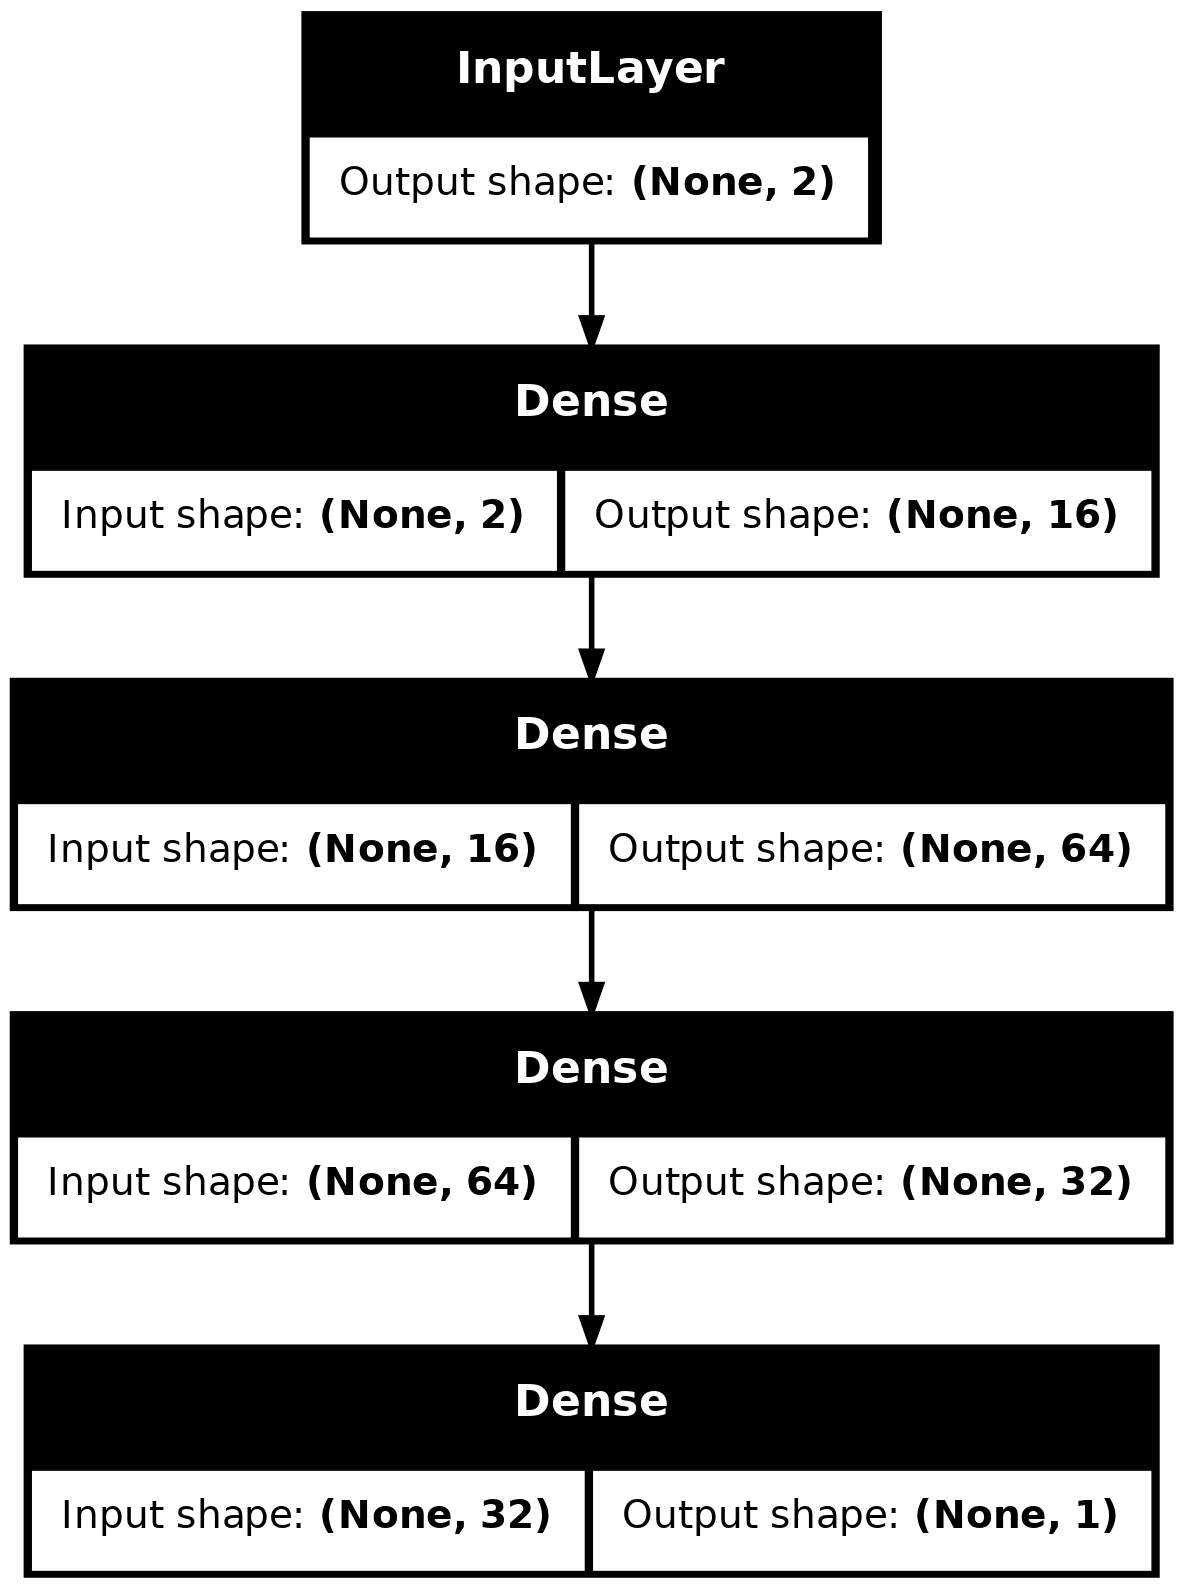 InputLayer
Output shape: (None, 2)
Dense
Input shape: (None, 2) Output shape: (None, 16)
Dense
Input shape: (None, 16) Output shape: (None, 64)
Dense
Input shape: (None, 64) Output shape: (None, 32)
Dense
Input shape: (None, 32) Output shape: (None, 1)